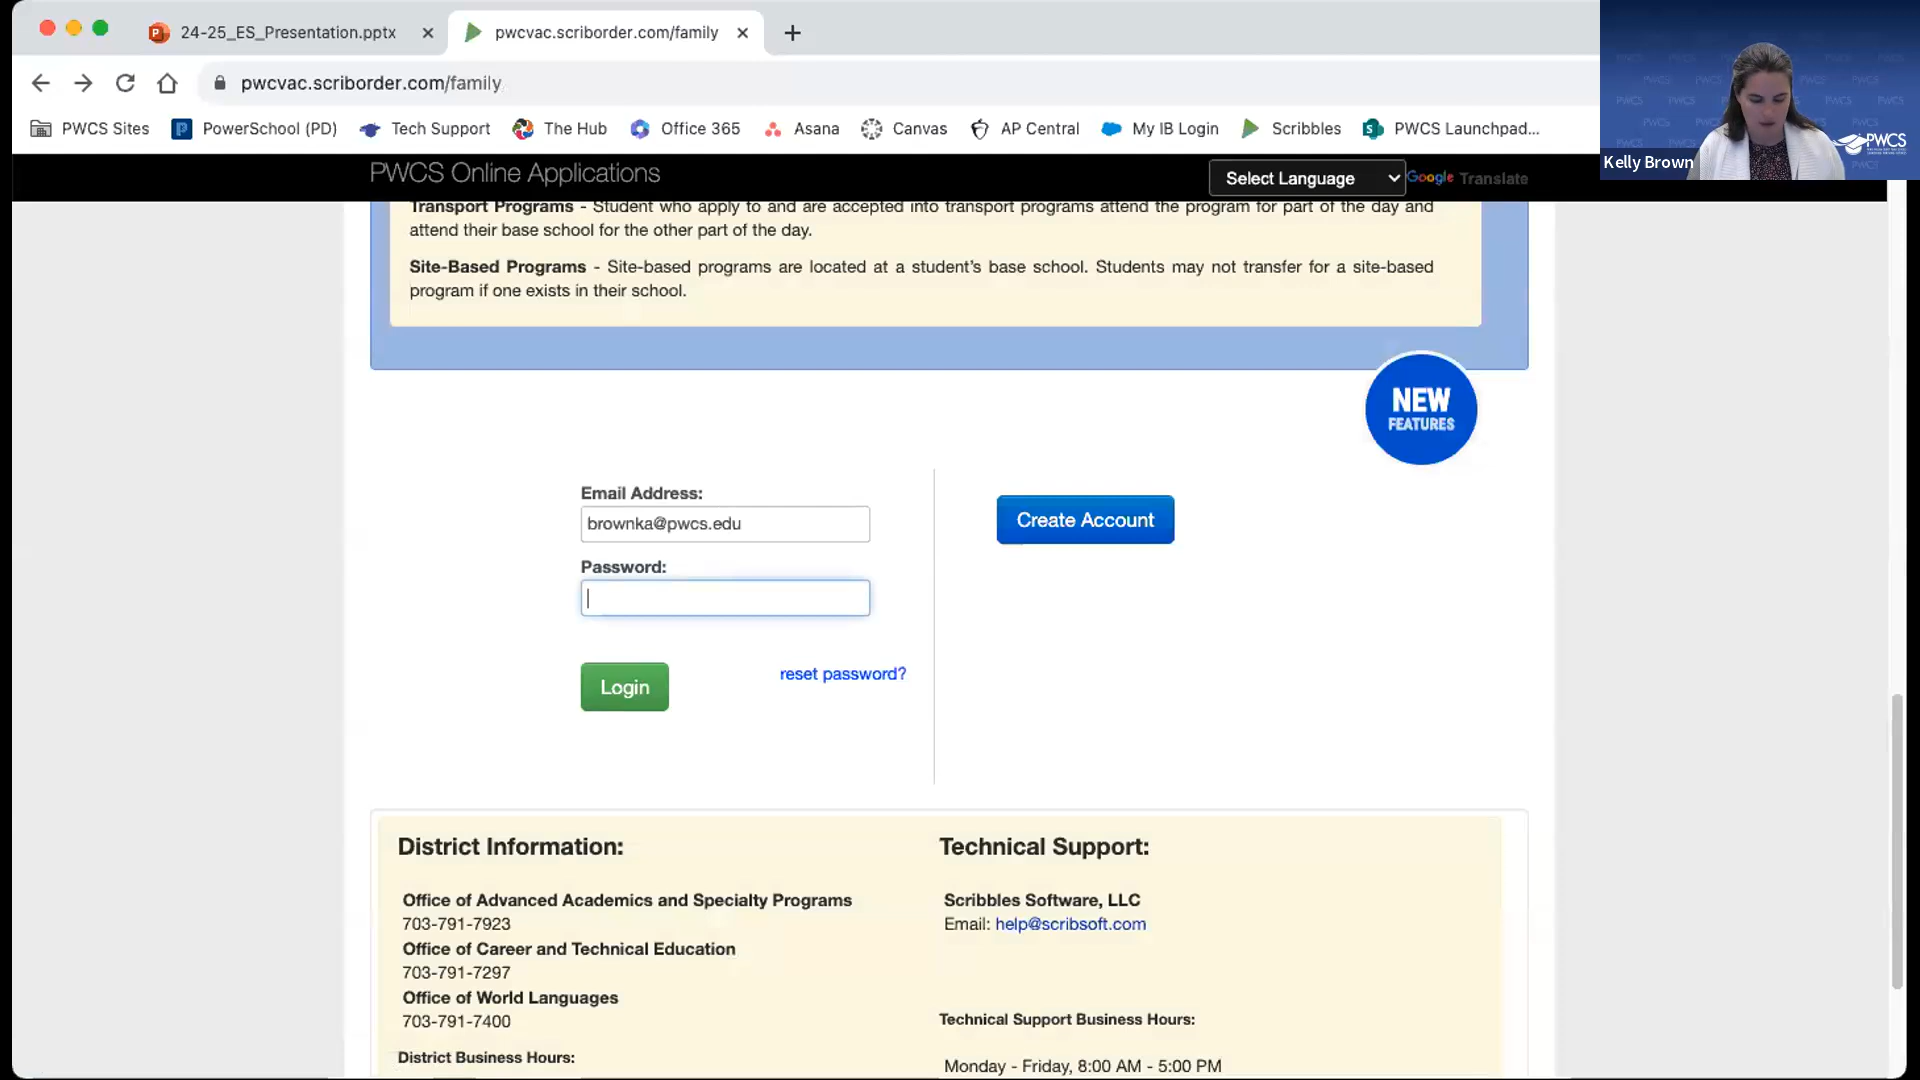 24-25_ES_Presentation.pptx
pwcvac.scriborder.com/family
pwcvac.scriborder.com/family
PWCS Sites
PowerSchool (PD)
Tech Support
The Hub
Office 365
Asana
Canvas
AP Central
My IB Login
Scribbles
PWCS Launchpad...
PWCS
Kelly Brown
PWCS Online Applications
Select Language
Google Translate
Transport Programs - Student who apply to and are accepted into transport programs attend the program for part of the day and
attend their base school for the other part of the day.
Site-Based Programs - Site-based programs are located at a student's base school. Students may not transfer for a site-based
program if one exists in their school.
NEW
FEATURES
Email Address:
brownka@pwcs.edu
Password:
Login
reset password?
Create Account
District Information:
Office of Advanced Academics and Specialty Programs
703-791-7923
Office of Career and Technical Education
703-791-7297
Office of World Languages
703-791-7400
District Business Hours:
Technical Support:
Scribbles Software, LLC
Email: help@scribsoft.com
Technical Support Business Hours:
Monday - Friday, 8:00 AM - 5:00 PM